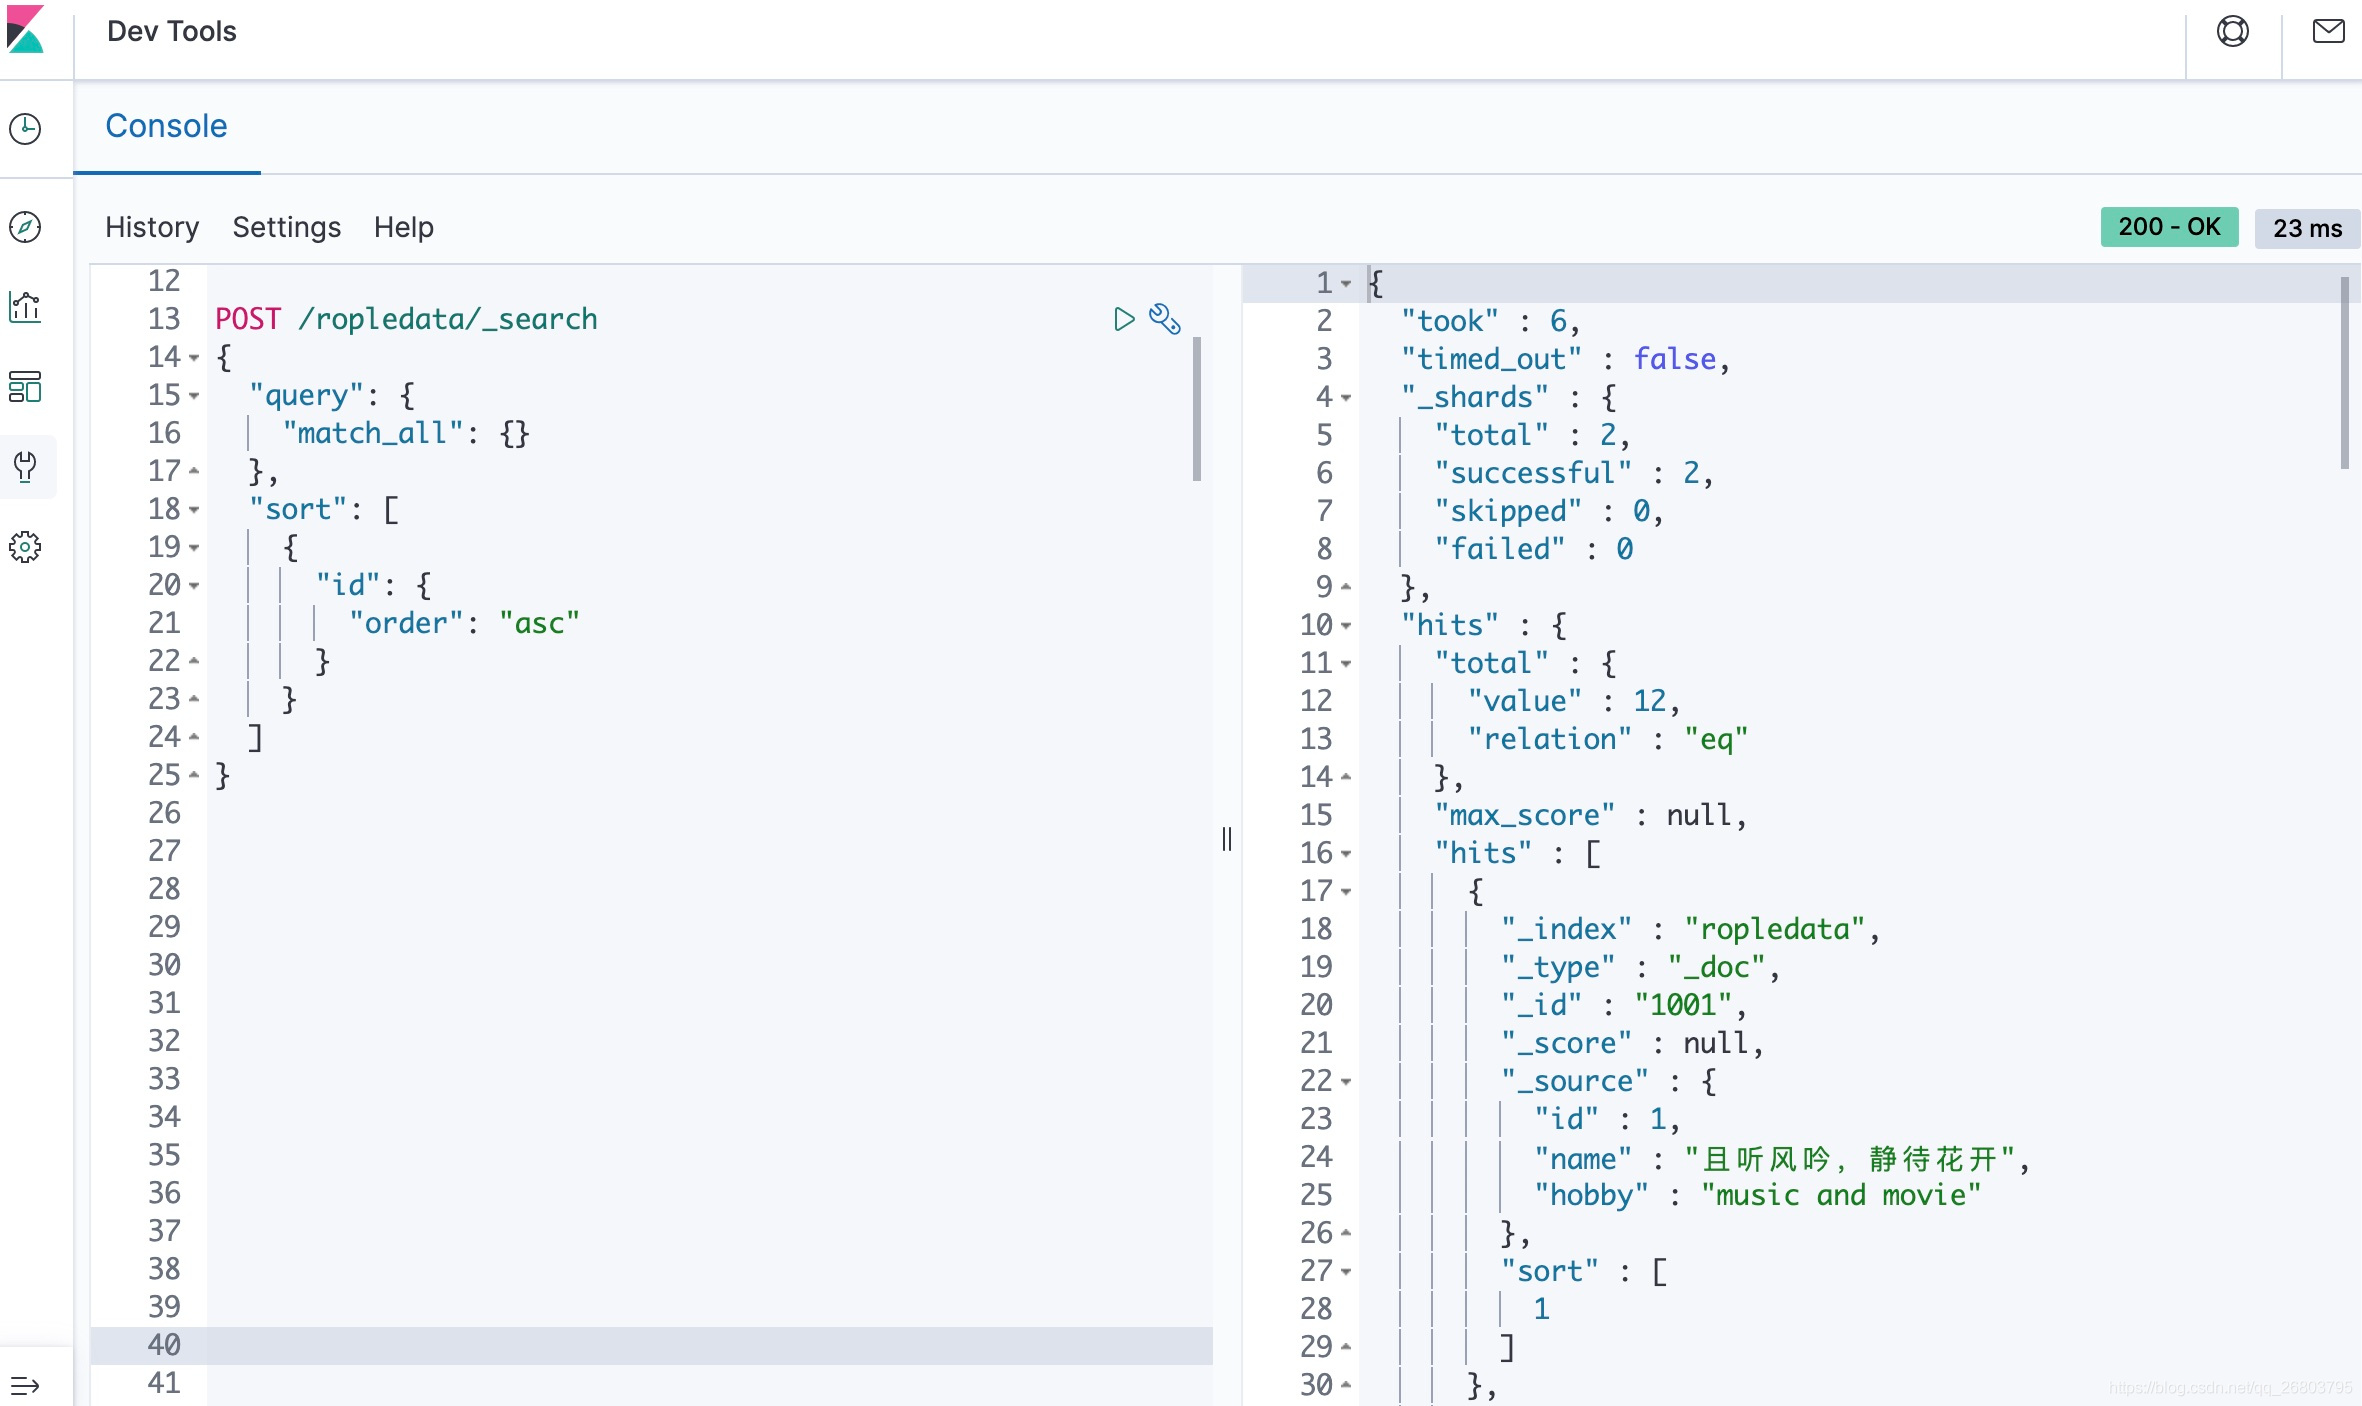 Dev Tools
Console
History Settings Help
200 - OK 23 ms
12
13 POST /ropledata/_search
14 {
15 "query": {
16 "match_all": {}
17 },
18 "sort": [
19 {
20 "id": {
21 "order": "asc"
22 }
23 }
24 ]
25 }
26
27
28
29
30
31
32
33
34
35
36
37
38
39
40
41
1 {
2 "took" : 6,
3 "timed_out" : false,
4 "_shards" : {
5 "total" : 2,
6 "successful" : 2,
7 "skipped" : 0,
8 "failed" : 0
9 },
10 "hits" : {
11 "total" : {
12 "value" : 12,
13 "relation" : "eq"
14 },
15 "max_score" : null,
16 "hits" : [
17 {
18 "_index" : "ropledata",
19 "_type" : "_doc",
20 "_id" : "1001",
21 "_score" : null,
22 "_source" : {
23 "id" : 1,
24 "name" : "且听风吟，静待花开",
25 "hobby" : "music and movie"
26 },
27 "sort" : [
28 1
29 ]
30 },
https://blog.csdn.net/qq_26803795